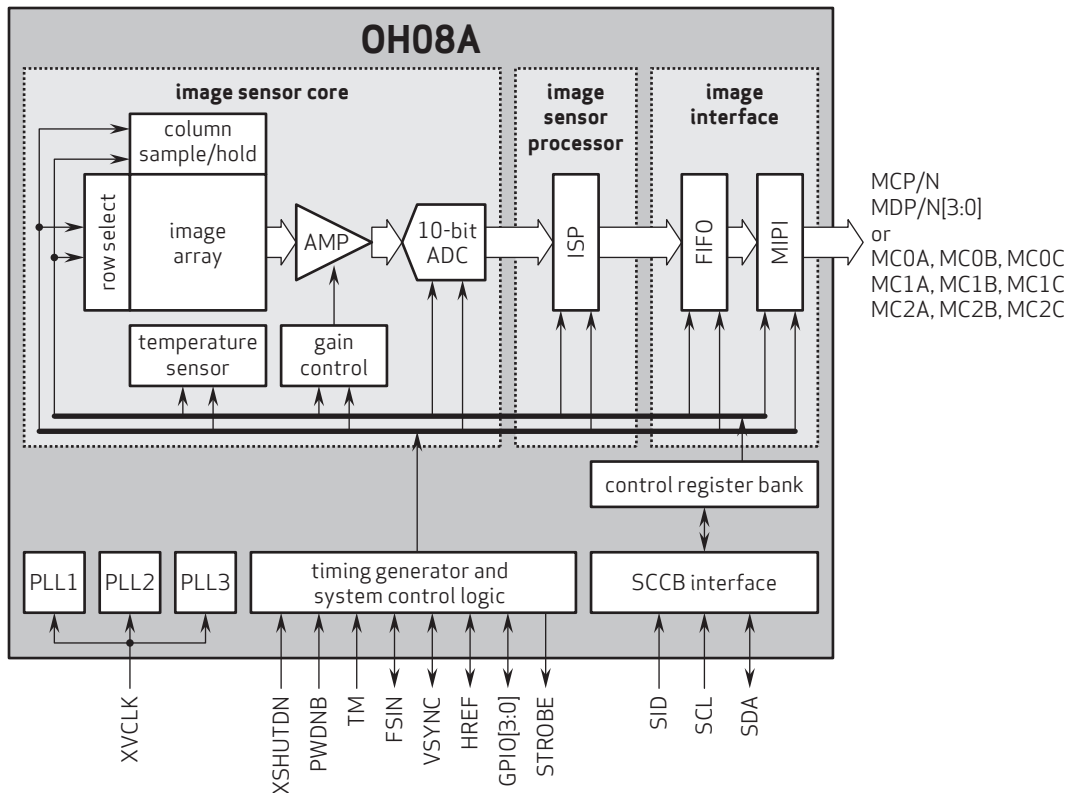 OH08A
image sensor core
image
sensor
processor
image
interface
column
sample/hold
row select
image
array
AMP
10-bit
ADC
ISP
FIFO
MIPI
MCP/N
MDP/N[3:0]
or
MC0A, MC0B, MC0C
MC1A, MC1B, MC1C
MC2A, MC2B, MC2C
temperature
sensor
gain
control
control register bank
PLL1
PLL2
PLL3
timing generator and
system control logic
SCCB interface
XVCLK
XSHUTDN
PWDNB
TM
FSIN
VSYNC
HREF
GPIO[3:0]
STROBE
SID
SCL
SDA